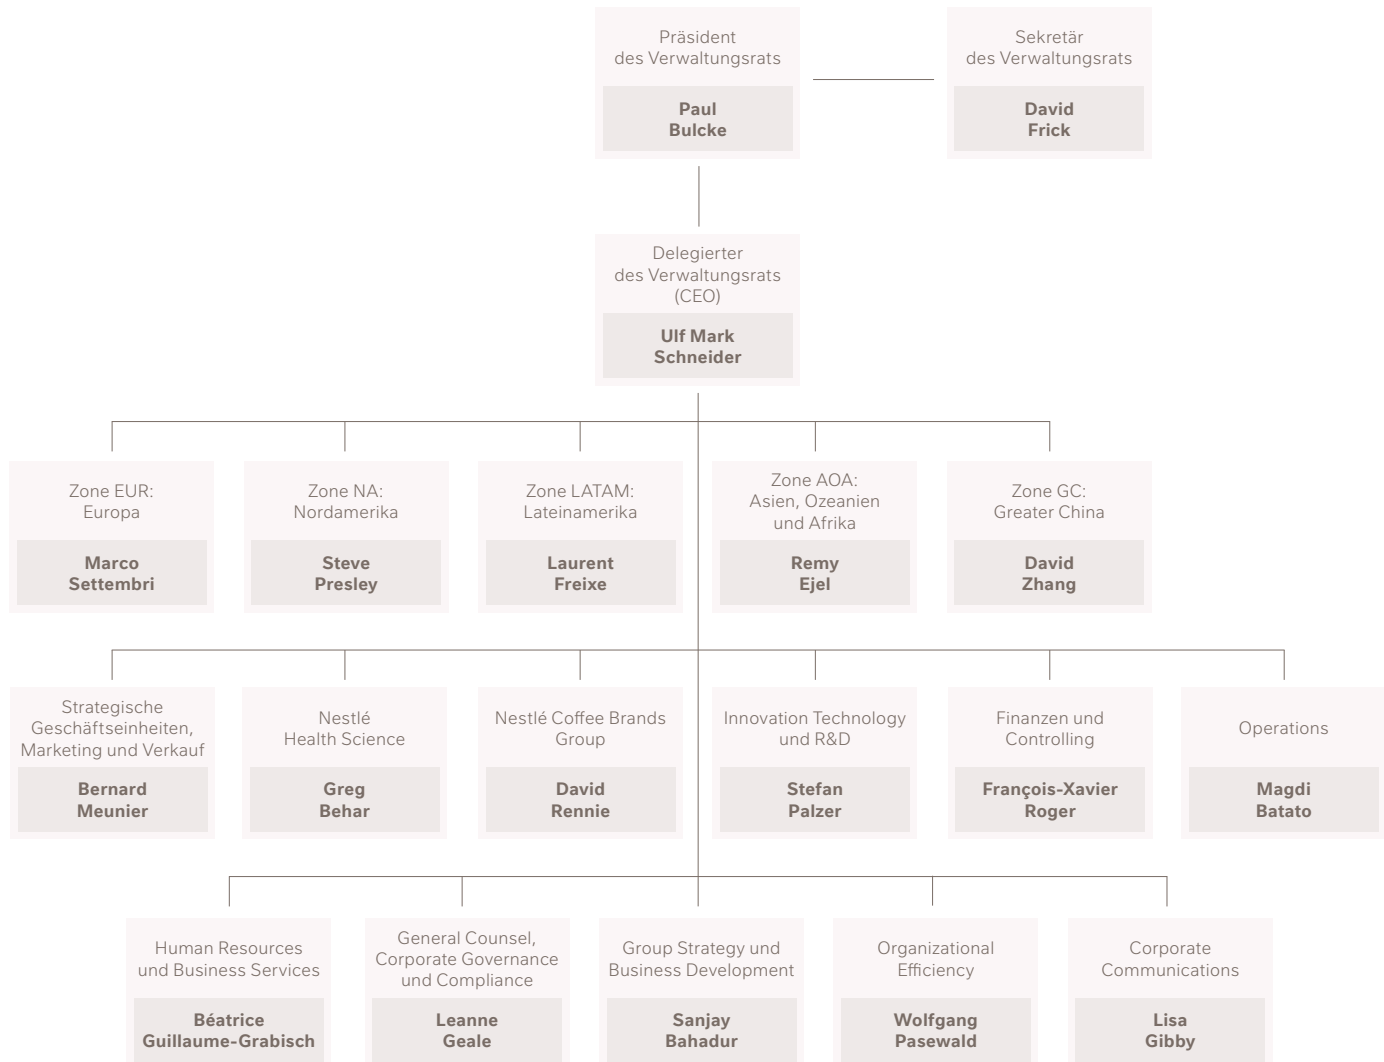 Präsident
des Verwaltungsrats
Paul
Bulcke
Sekretär
des Verwaltungsrats
David
Frick
Delegierter
des Verwaltungsrats
(CEO)
Ulf Mark
Schneider
Zone EUR:
Europa
Marco
Settembri
Zone NA:
Nordamerika
Steve
Presley
Zone LATAM:
Lateinamerika
Laurent
Freixe
Zone AOA:
Asien, Ozeanien
und Afrika
Remy
Ejel
Zone GC:
Greater China
David
Zhang
Strategische
Geschäftseinheiten,
Marketing und Verkauf
Bernard
Meunier
Nestlé
Health Science
Greg
Behar
Nestlé Coffee Brands
Group
David
Rennie
Innovation Technology
und R&D
Stefan
Palzer
Finanzen und
Controlling
François-Xavier
Roger
Operations
Magdi
Batato
Human Resources
und Business Services
Béatrice
Guillaume-Grabisch
General Counsel,
Corporate Governance
und Compliance
Leanne
Geale
Group Strategy und
Business Development
Sanjay
Bahadur
Organizational
Efficiency
Wolfgang
Pasewald
Corporate
Communications
Lisa
Gibby